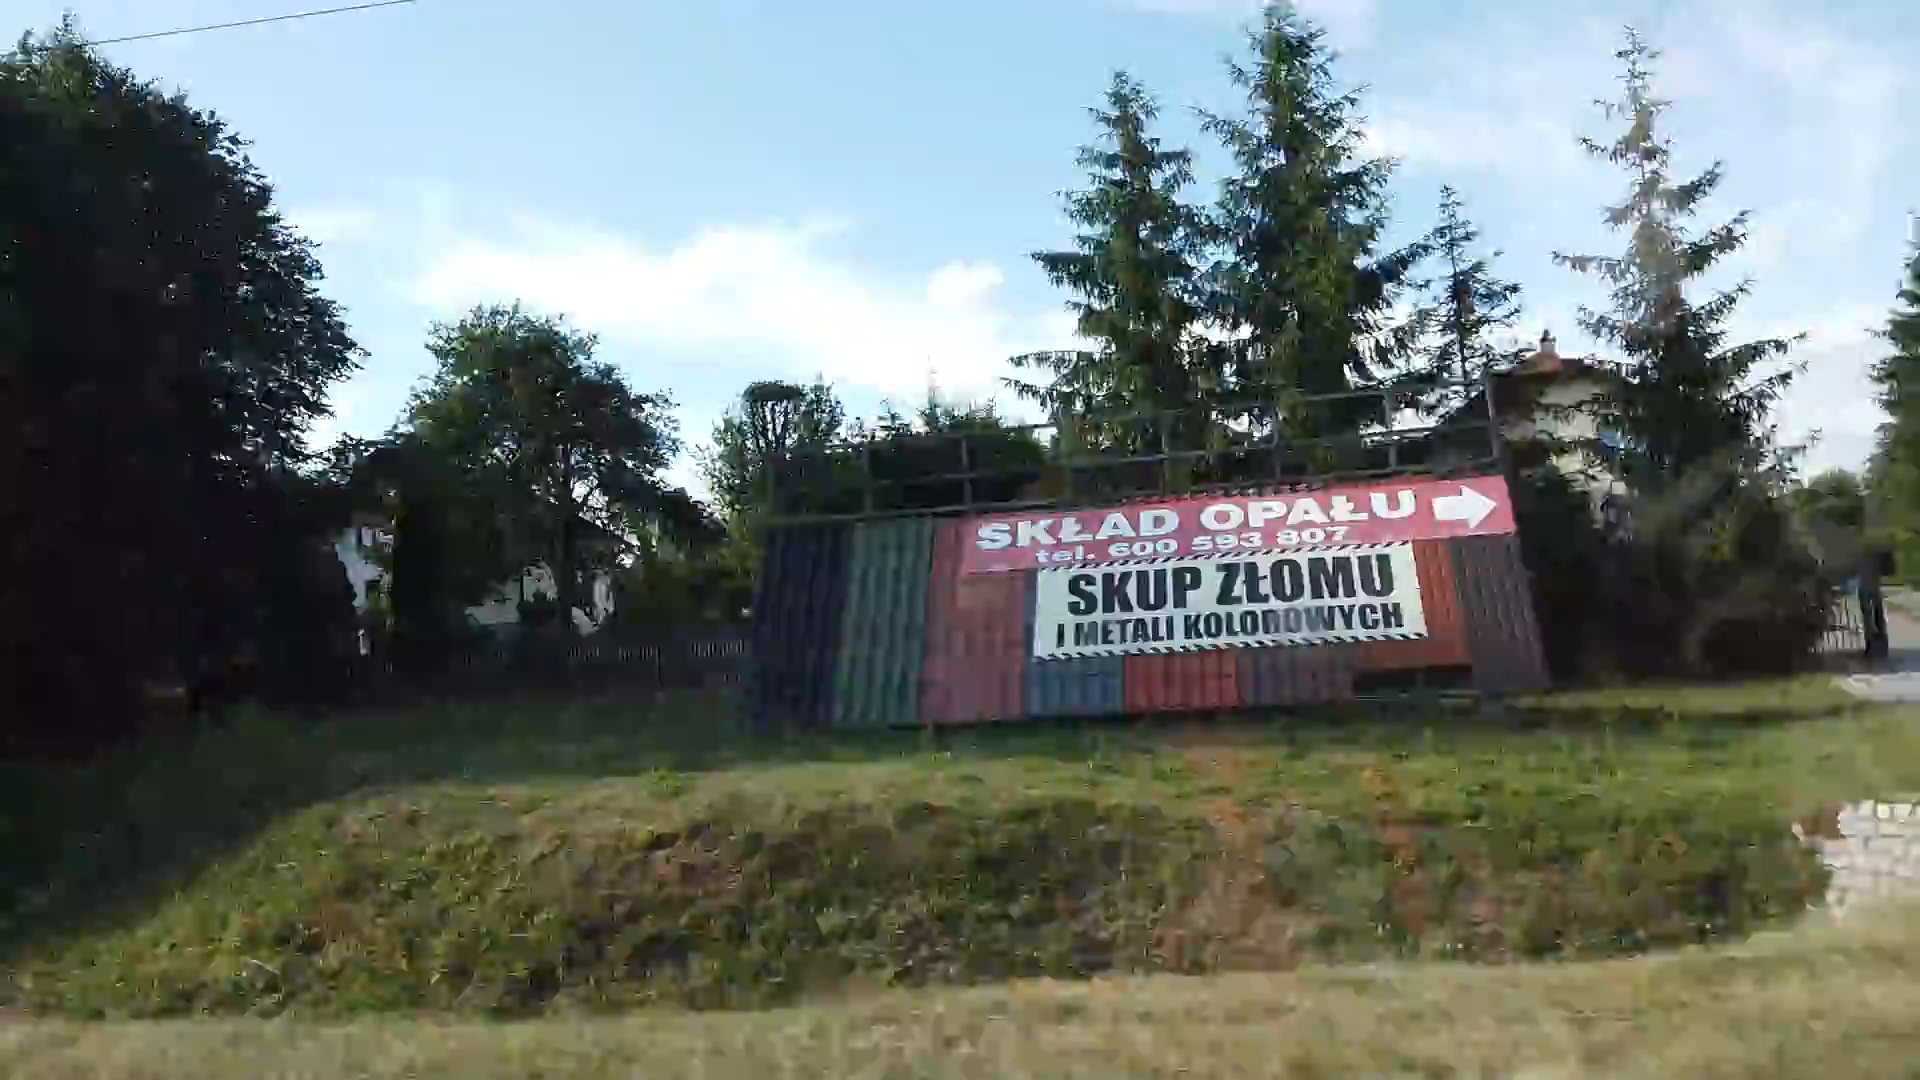 SKŁAD OPAŁU
tel. 600 593 807
SKUP ZŁOMU
I METALI KOLOROWYCH